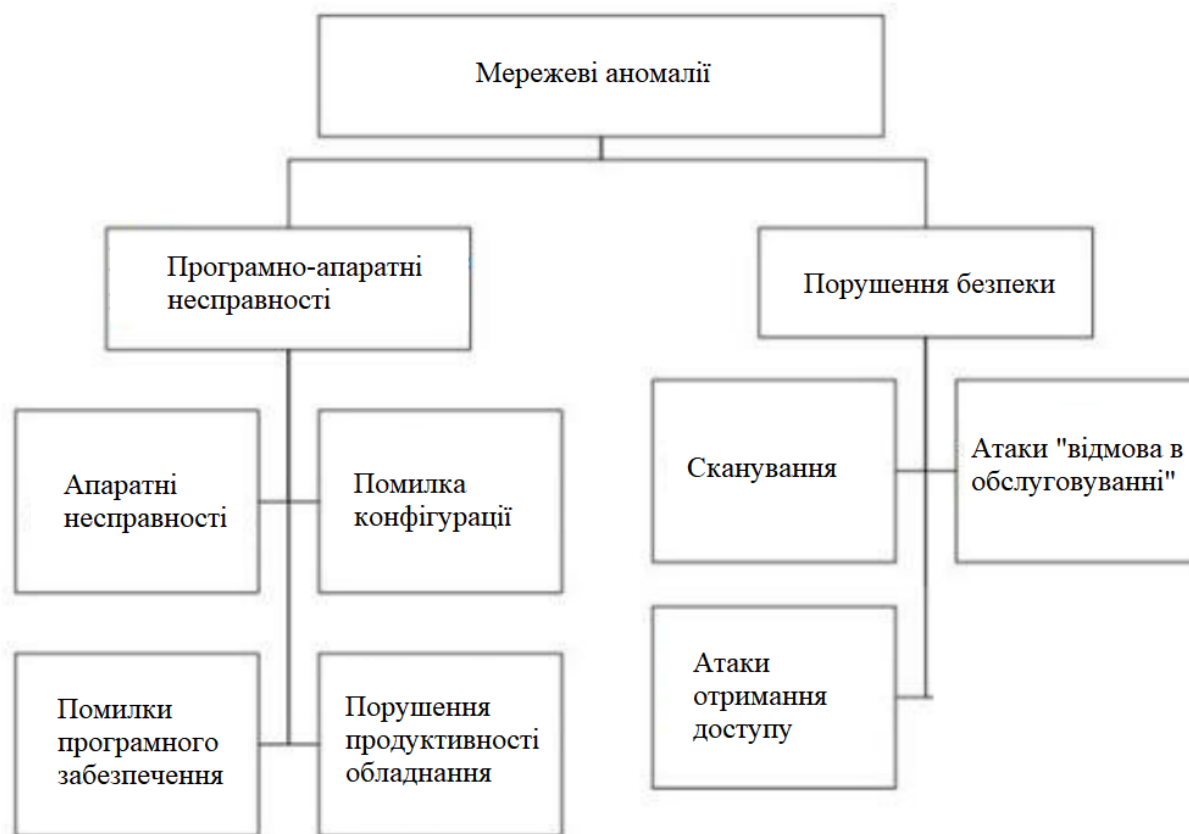 Мережеві аномалії
Програмно-апаратні
несправності
Порушення безпеки
Апаратні
несправності
Помилка
конфігурації
Сканування
Атаки "відмова в
обслуговуванні"
Помилки
програмного
забезпечення
Порушення
продуктивності
обладнання
Атаки
отримання
доступу